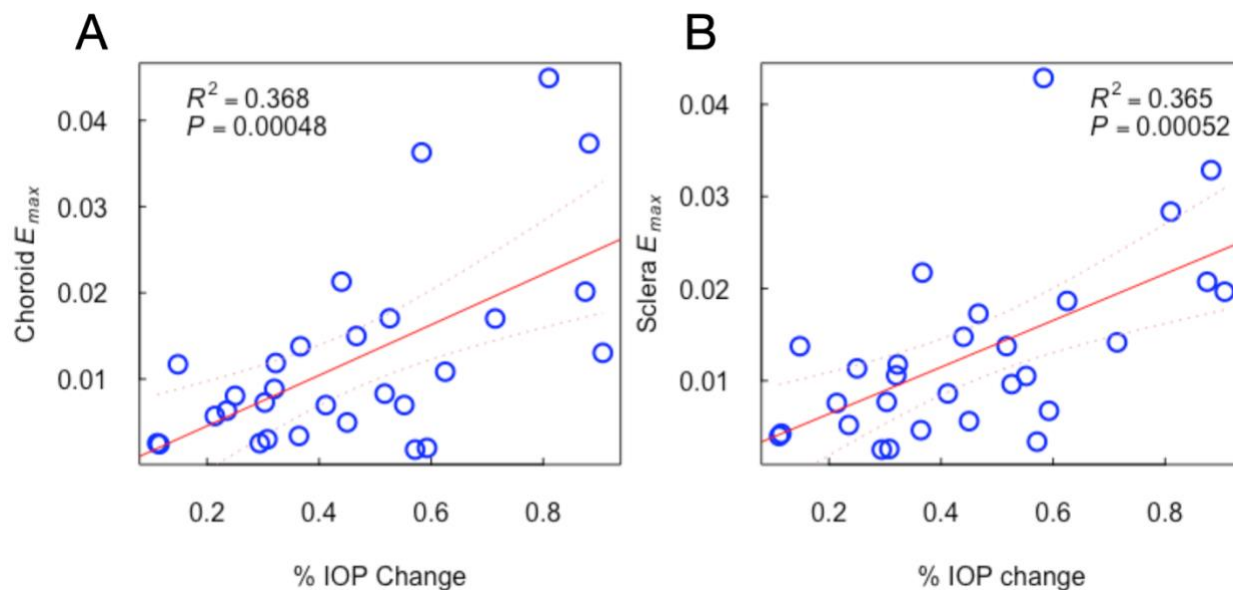 A
R² = 0.368
P = 0.00048
Choroid Emax
0.04
0.03
0.02
0.01
0.2 0.4 0.6 0.8
% IOP Change
B
R² = 0.365
P = 0.00052
Sclera Emax
0.04
0.03
0.02
0.01
0.2 0.4 0.6 0.8
% IOP change